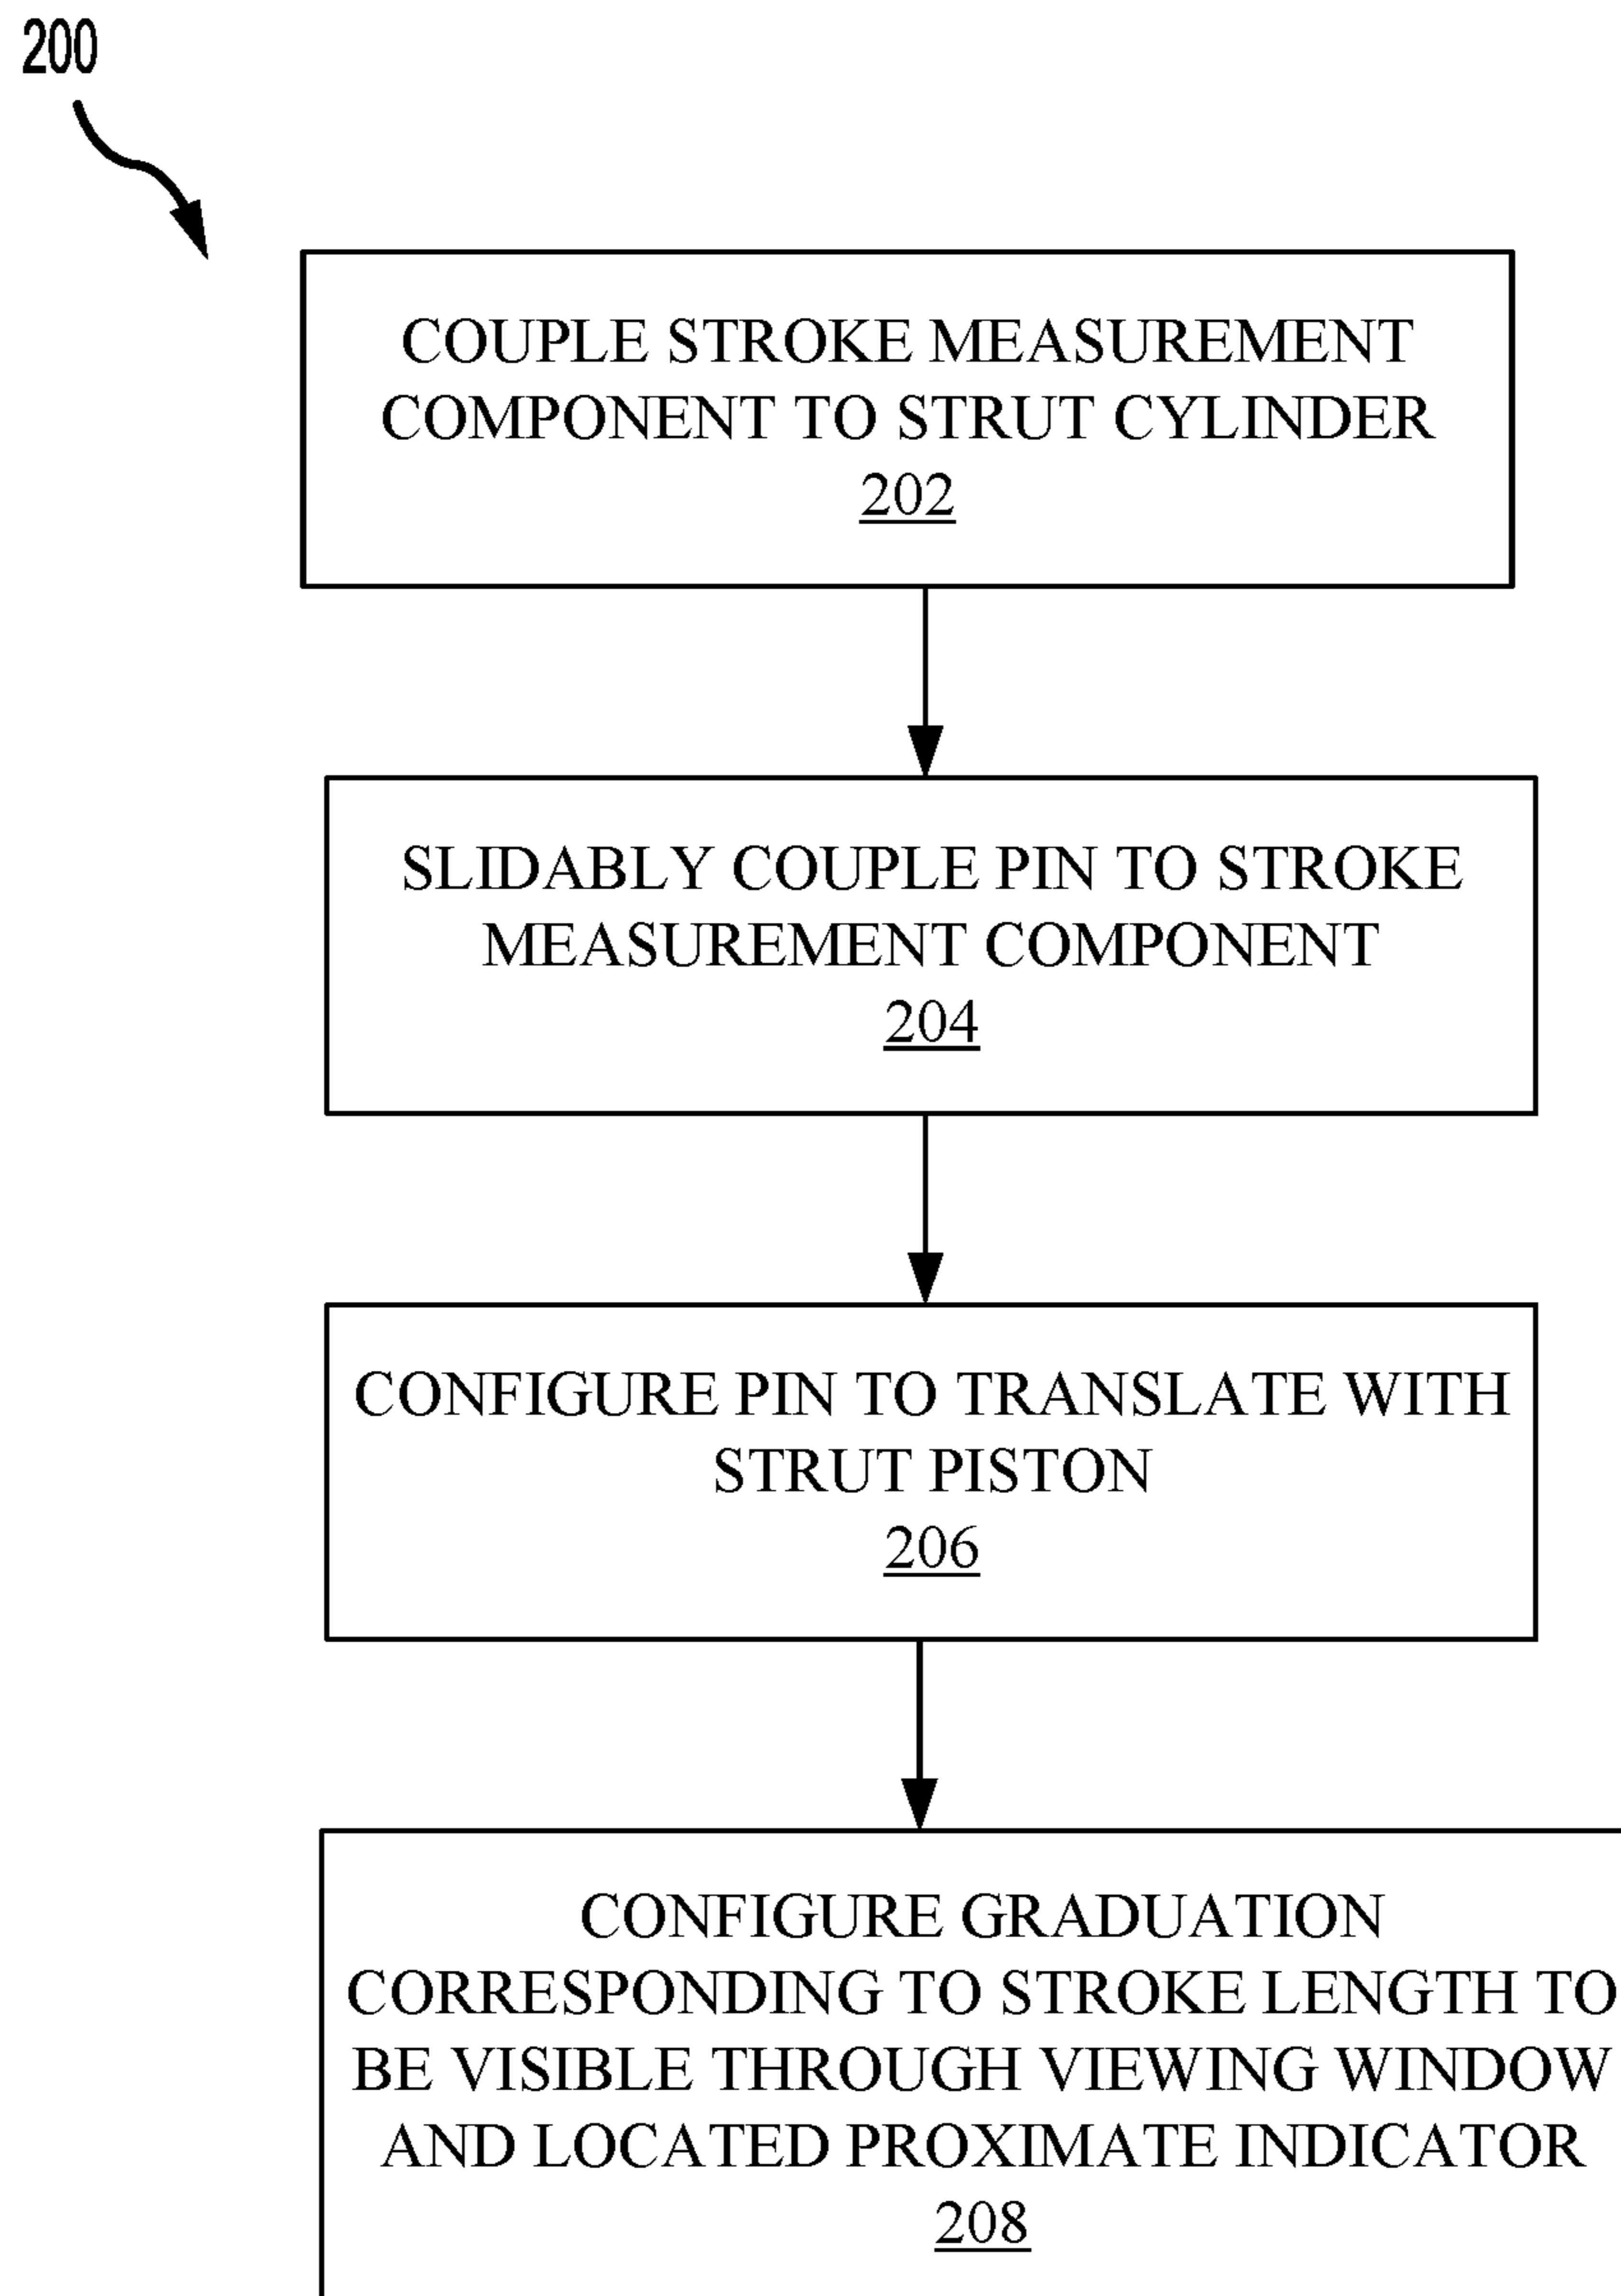 200
COUPLE STROKE MEASUREMENT
COMPONENT TO STRUT CYLINDER
202
SLIDABLY COUPLE PIN TO STROKE
MEASUREMENT COMPONENT
204
CONFIGURE PIN TO TRANSLATE WITH
STRUT PISTON
206
CONFIGURE GRADUATION
CORRESPONDING TO STROKE LENGTH TO
BE VISIBLE THROUGH VIEWING WINDOW
AND LOCATED PROXIMATE INDICATOR
208